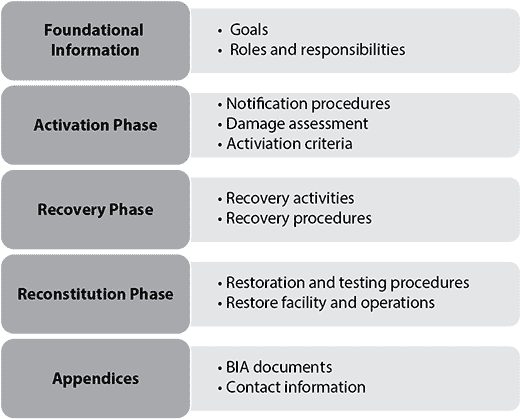 Foundational
Information
• Goals
• Roles and responsibilities
Activation Phase
• Notification procedures
• Damage assessment
• Activiation criteria
Recovery Phase
• Recovery activities
• Recovery procedures
Reconstitution Phase
• Restoration and testing procedures
• Restore facility and operations
Appendices
• BIA documents
• Contact information